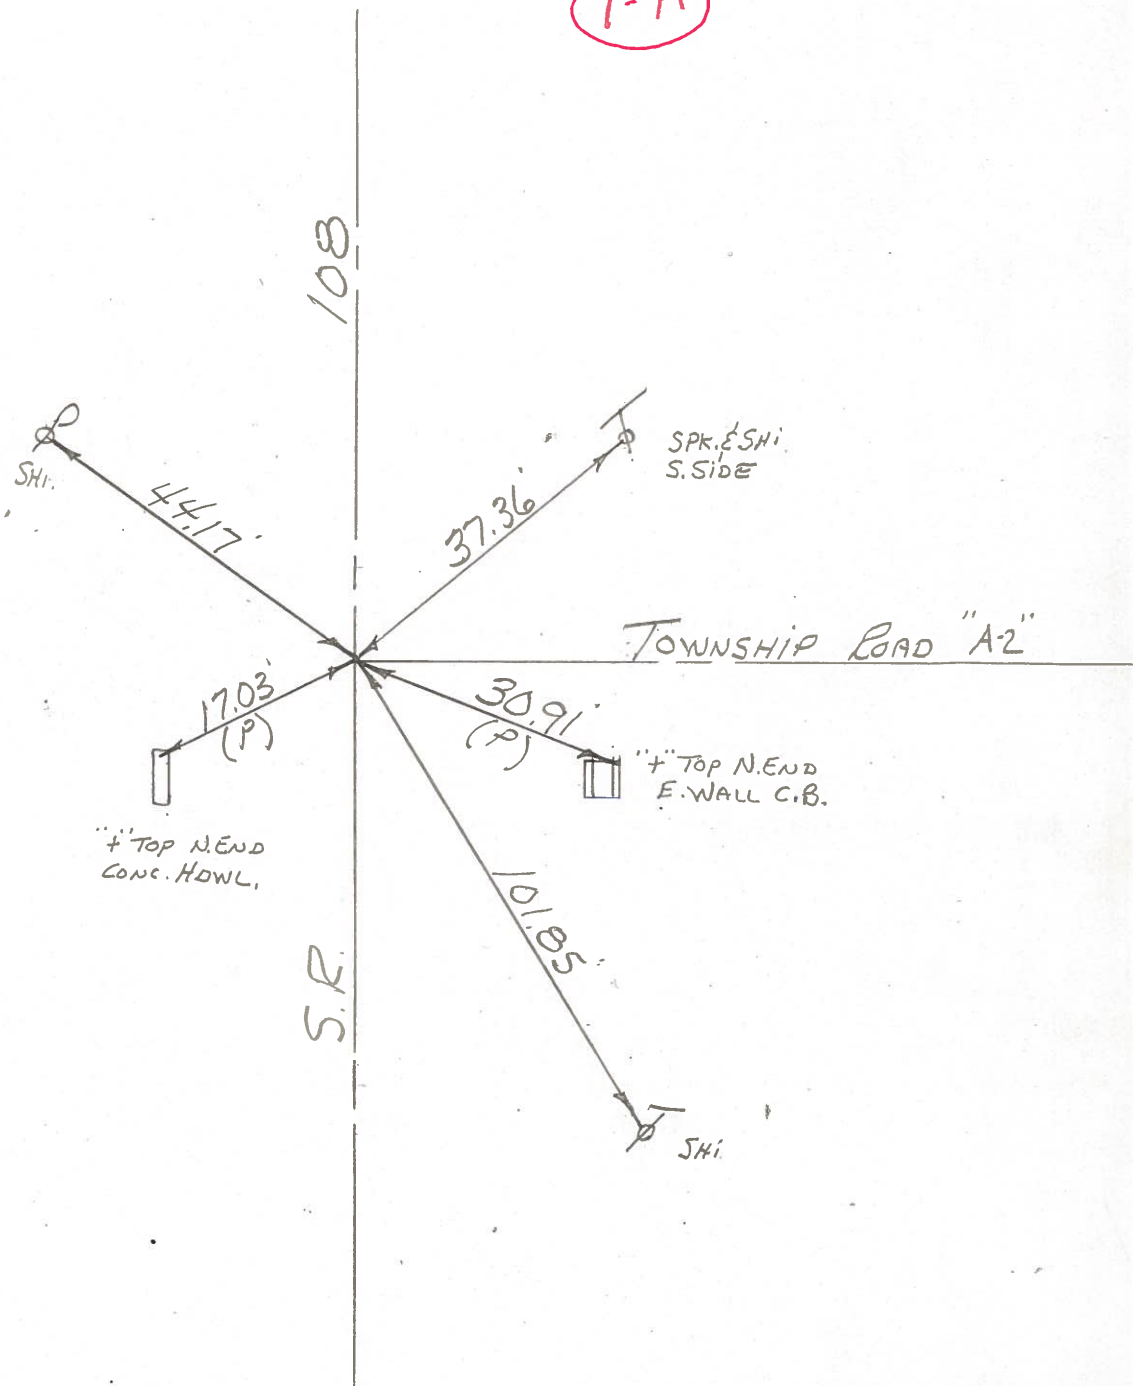 108
SHI.
44.17'
37.36'
SPK. & SHI.
S. SIDE
TOWNSHIP ROAD "A-2"
17.03'
(P)
30.91'
(P)
"+" TOP N. END
E. WALL C.B.
"+" TOP N. END
CONC. HDWL.
101.85'
S.R.
SHI.